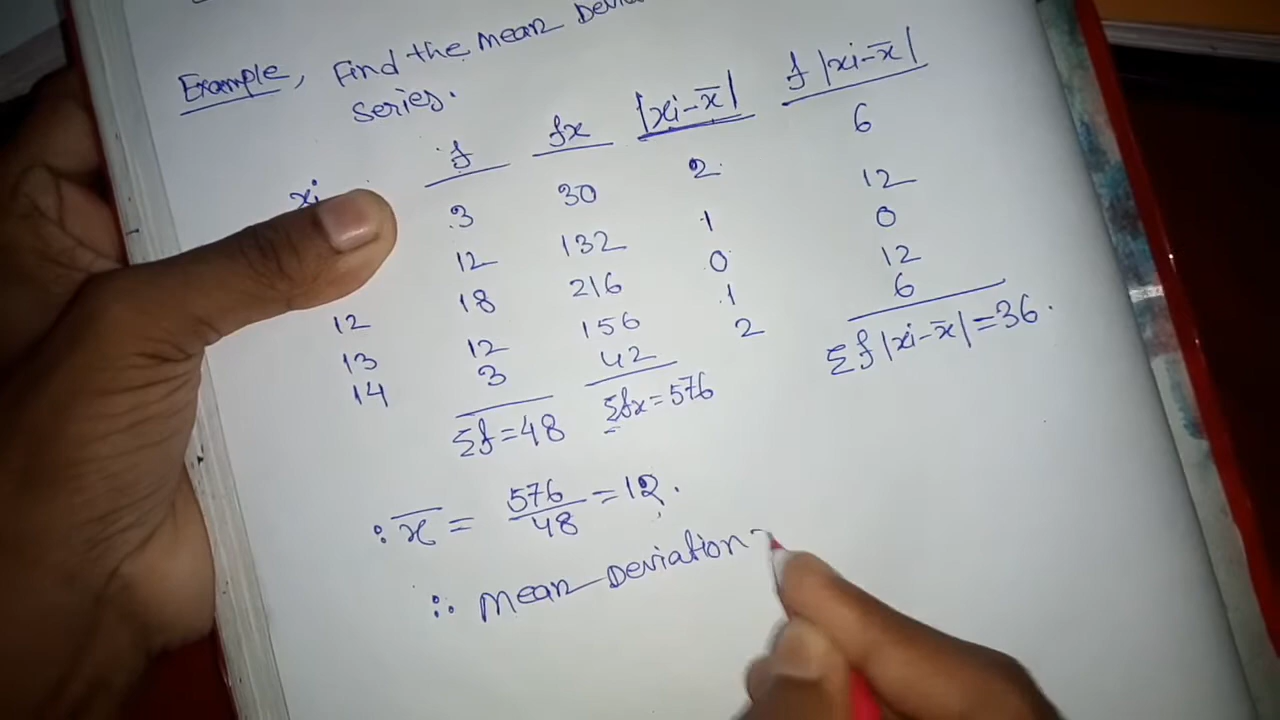 Example, Find the mean
series.
xi f fx |xi-x̄| f |xi-x̄|
3 30 2 6
12 132 1 12
12 18 216 0 0
13 12 156 1 12
14 3 42 2 6
Σf=48 Σfx=576 Σf|xi-x̄|=36.
:x̄ = 576/48 =12.
∴ mean Deviation